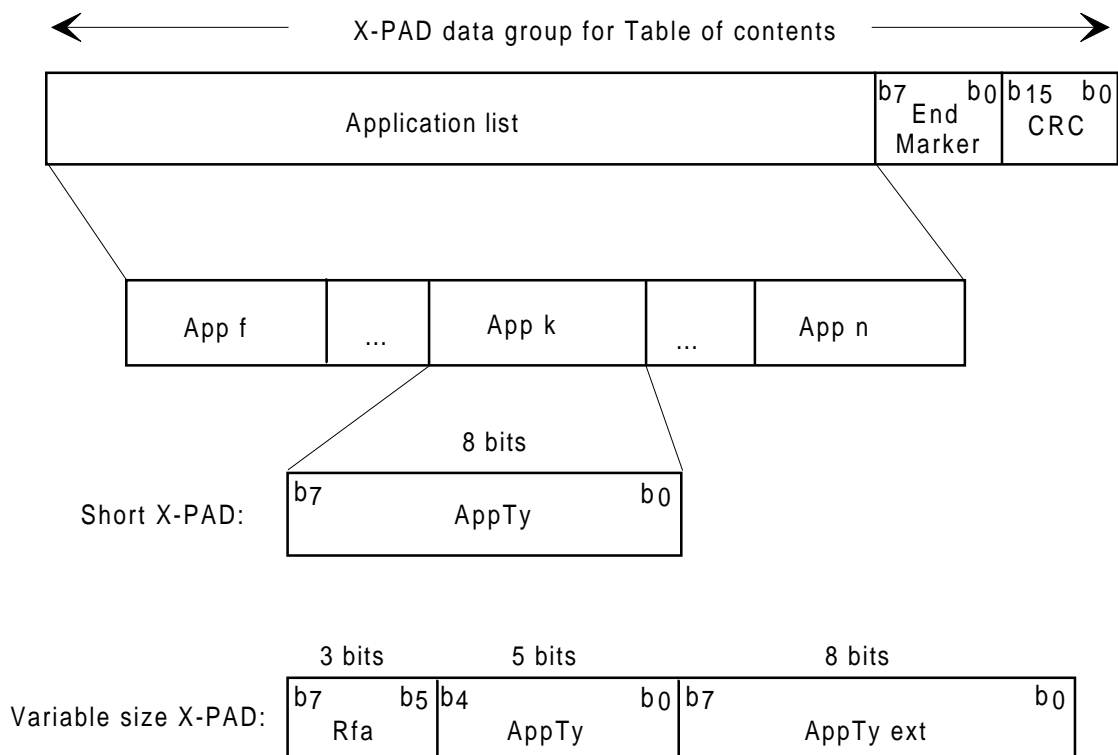 X-PAD data group for Table of contents
Application list
b7 b0 b15 b0
End Marker
CRC
App f ... App k ... App n
8 bits
Short X-PAD: b7 AppTy b0
3 bits 5 bits 8 bits
Variable size X-PAD: b7 Rfa b5 b4 AppTy b0 b7 AppTy ext b0